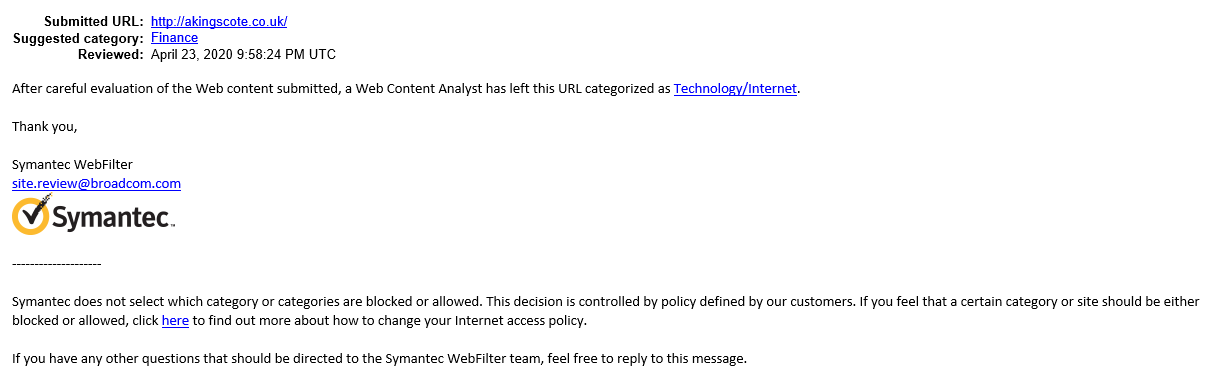 Submitted URL: http://akingscote.co.uk/
Suggested category: Finance
Reviewed: April 23, 2020 9:58:24 PM UTC
After careful evaluation of the Web content submitted, a Web Content Analyst has left this URL categorized as Technology/Internet.
Thank you,
Symantec WebFilter
site.review@broadcom.com
Symantec™
--------------------
Symantec does not select which category or categories are blocked or allowed. This decision is controlled by policy defined by our customers. If you feel that a certain category or site should be either
blocked or allowed, click here to find out more about how to change your Internet access policy.
If you have any other questions that should be directed to the Symantec WebFilter team, feel free to reply to this message.